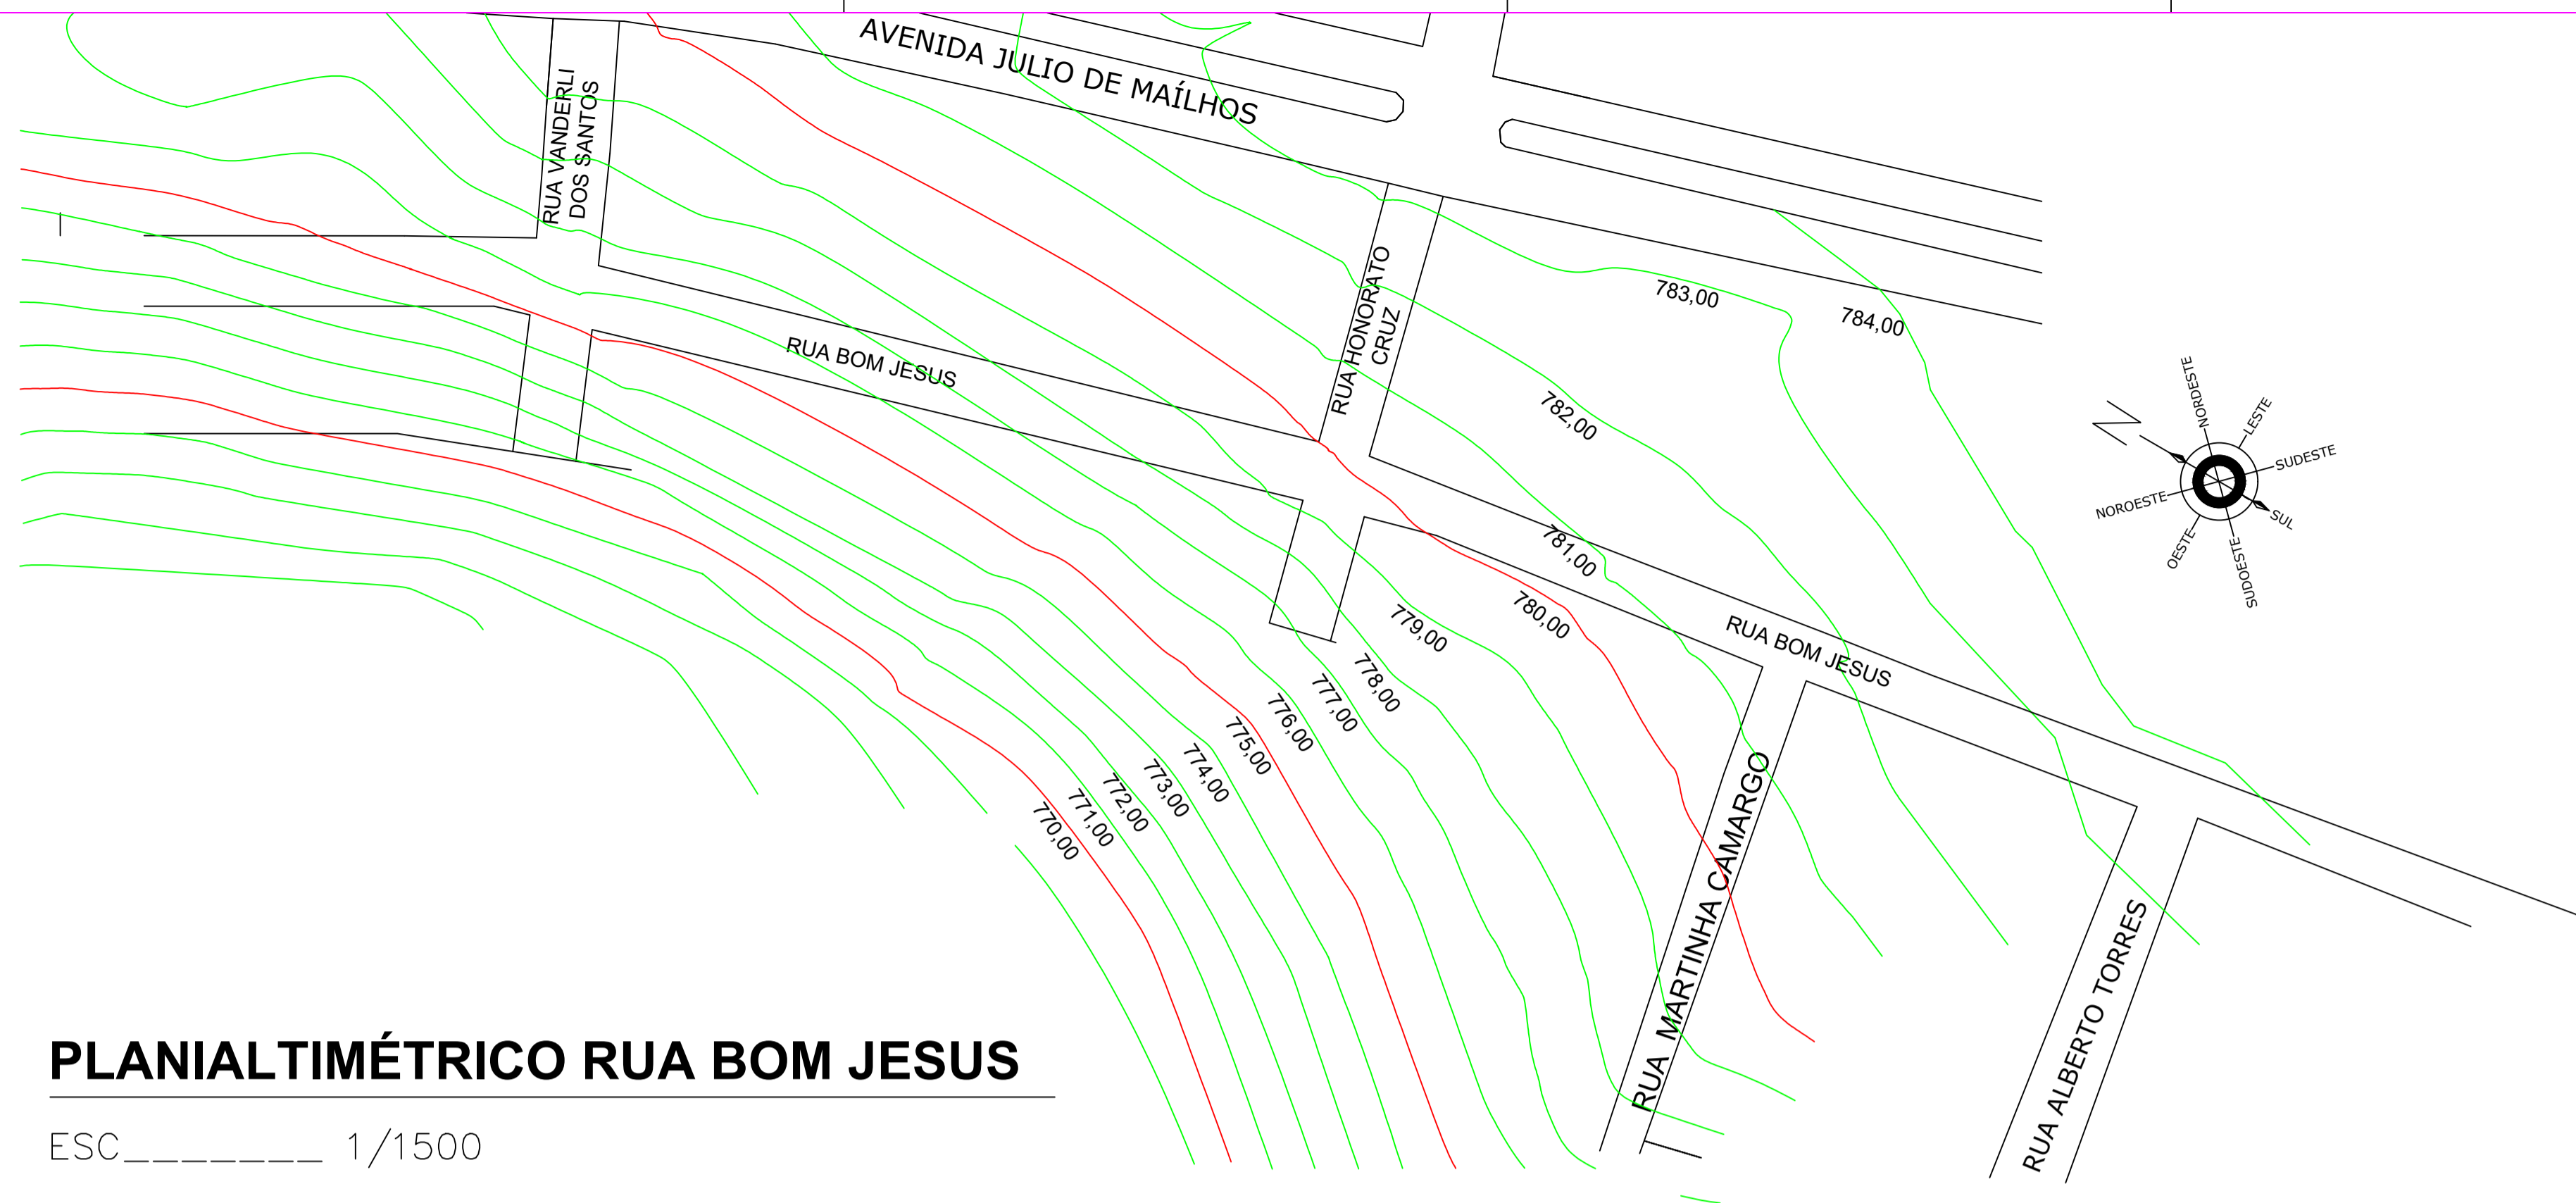 AVENIDA JULIO DE MAÍLHOS
RUA VANDERLI
DOS SANTOS
RUA HONORATO
CRUZ
RUA BOM JESUS
783,00
784,00
782,00
781,00
780,00
779,00
778,00
777,00
776,00
775,00
774,00
773,00
772,00
771,00
770,00
RUA BOM JESUS
RUA MARTINHA CAMARGO
RUA ALBERTO TORRES
N
NORDESTE
LESTE
SUDESTE
SUL
SUDOESTE
OESTE
NOROESTE
PLANIALTIMÉTRICO RUA BOM JESUS
ESC_______ 1/1500